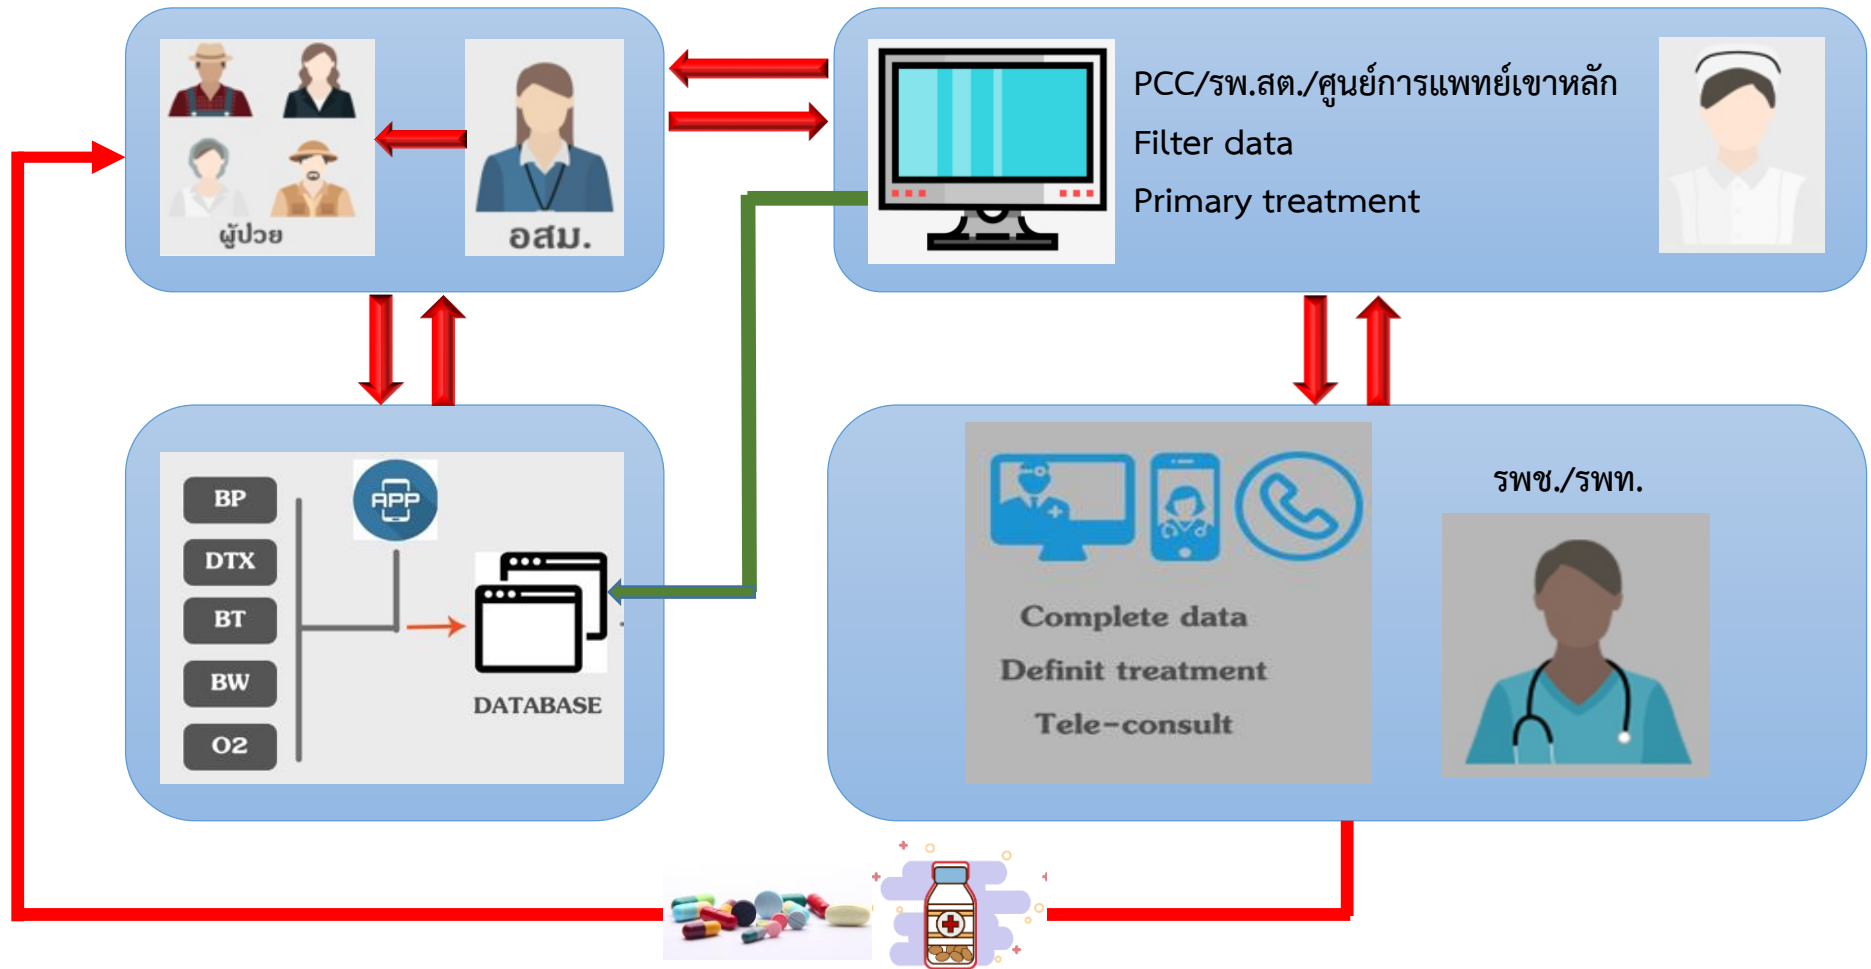 ผู้ป่วย
อสม.
PCC/รพ.สต./ศูนย์การแพทย์เขาหลัก
Filter data
Primary treatment
BP
DTX
BT
BW
O2
APP
DATABASE
Complete data
Definit treatment
Tele-consult
รพช./รพท.